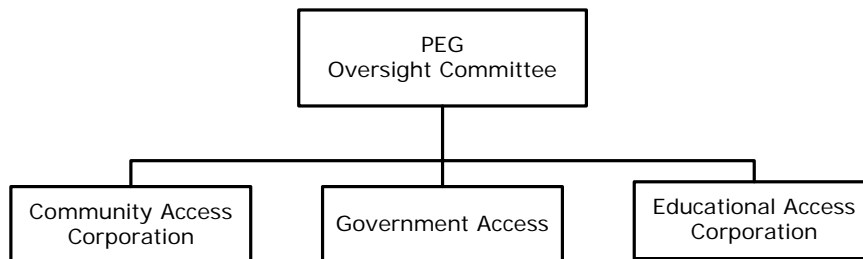 PEG
Oversight Committee
Community Access
Corporation
Government Access
Educational Access
Corporation